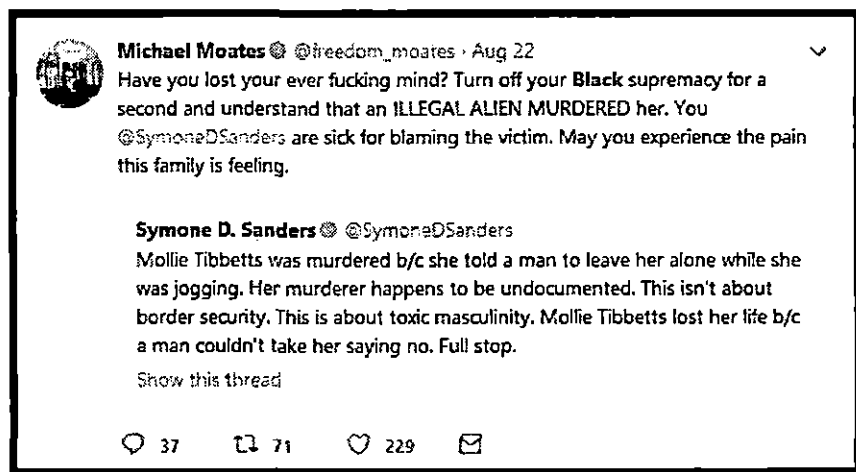 Michael Moates @freedom_moates · Aug 22
Have you lost your ever fucking mind? Turn off your Black supremacy for a
second and understand that an ILLEGAL ALIEN MURDERED her. You
@SymoneDSanders are sick for blaming the victim. May you experience the pain
this family is feeling.
Symone D. Sanders @SymoneDSanders
Mollie Tibbetts was murdered b/c she told a man to leave her alone while she
was jogging. Her murderer happens to be undocumented. This isn't about
border security. This is about toxic masculinity. Mollie Tibbetts lost her life b/c
a man couldn't take her saying no. Full stop.
Show this thread
37 71 229